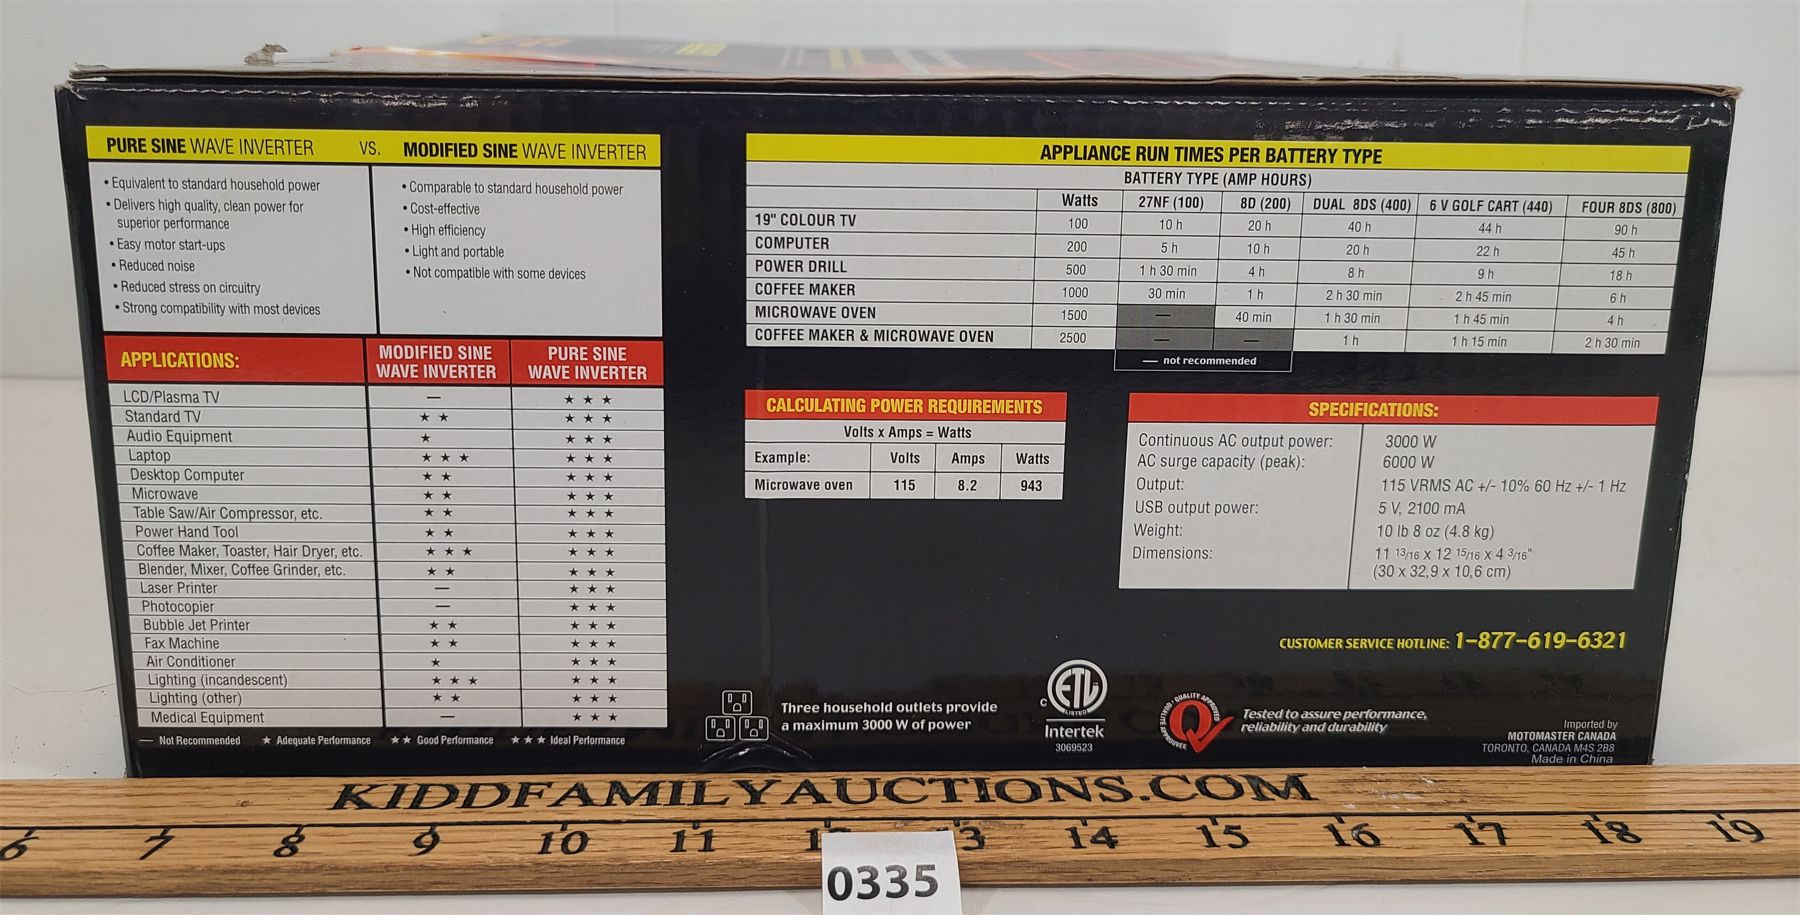 PURE SINE WAVE INVERTER VS. MODIFIED SINE WAVE INVERTER
• Equivalent to standard household power
• Delivers high quality, clean power for
superior performance
• Easy motor start-ups
• Reduced noise
• Reduced stress on circuitry
• Strong compatibility with most devices
• Comparable to standard household power
• Cost-effective
• High efficiency
• Light and portable
• Not compatible with some devices
APPLICATIONS: MODIFIED SINE WAVE INVERTER PURE SINE WAVE INVERTER
LCD/Plasma TV — ★ ★ ★
Standard TV ★ ★ ★ ★ ★
Audio Equipment ★ ★ ★ ★
Laptop ★ ★ ★ ★ ★ ★
Desktop Computer ★ ★ ★ ★ ★
Microwave ★ ★ ★ ★ ★
Table Saw/Air Compressor, etc. ★ ★ ★ ★ ★
Power Hand Tool ★ ★ ★ ★ ★
Coffee Maker, Toaster, Hair Dryer, etc. ★ ★ ★ ★ ★ ★
Blender, Mixer, Coffee Grinder, etc. ★ ★ ★ ★ ★
Laser Printer — ★ ★ ★
Photocopier — ★ ★ ★
Bubble Jet Printer ★ ★ ★ ★ ★
Fax Machine ★ ★ ★ ★ ★
Air Conditioner ★ ★ ★ ★
Lighting (incandescent) ★ ★ ★ ★ ★ ★
Lighting (other) ★ ★ ★ ★ ★
Medical Equipment — ★ ★ ★
— Not Recommended ★ Adequate Performance ★★ Good Performance ★★★ Ideal Performance
APPLIANCE RUN TIMES PER BATTERY TYPE
BATTERY TYPE (AMP HOURS)
Watts 27NF (100) 8D (200) DUAL 8DS (400) 6 V GOLF CART (440) FOUR 8DS (800)
19" COLOUR TV 100 10 h 20 h 40 h 44 h 90 h
COMPUTER 200 5 h 10 h 20 h 22 h 45 h
POWER DRILL 500 1 h 30 min 4 h 8 h 9 h 18 h
COFFEE MAKER 1000 30 min 1 h 2 h 30 min 2 h 45 min 6 h
MICROWAVE OVEN 1500 — 40 min 1 h 30 min 1 h 45 min 4 h
COFFEE MAKER & MICROWAVE OVEN 2500 — — 1 h 1 h 15 min 2 h 30 min
— not recommended
CALCULATING POWER REQUIREMENTS
Volts x Amps = Watts
Example: Volts Amps Watts
Microwave oven 115 8.2 943
SPECIFICATIONS:
Continuous AC output power: 3000 W
AC surge capacity (peak): 6000 W
Output: 115 VRMS AC +/- 10% 60 Hz +/- 1 Hz
USB output power: 5 V, 2100 mA
Weight: 10 lb 8 oz (4.8 kg)
Dimensions: 11 13/16 x 12 15/16 x 4 3/16"
(30 x 32,9 x 10,6 cm)
CUSTOMER SERVICE HOTLINE: 1-877-619-6321
Three household outlets provide
a maximum 3000 W of power
C ETL LISTED
Intertek
3069523
QUALITY APPROVED
Q
Tested to assure performance,
reliability and durability
Imported by
MOTOMASTER CANADA
TORONTO, CANADA M4S 2B8
Made in China
KIDDFAMILYAUCTIONS.COM
6 7 8 9 10 11 14 15 16 17 18 19
0335